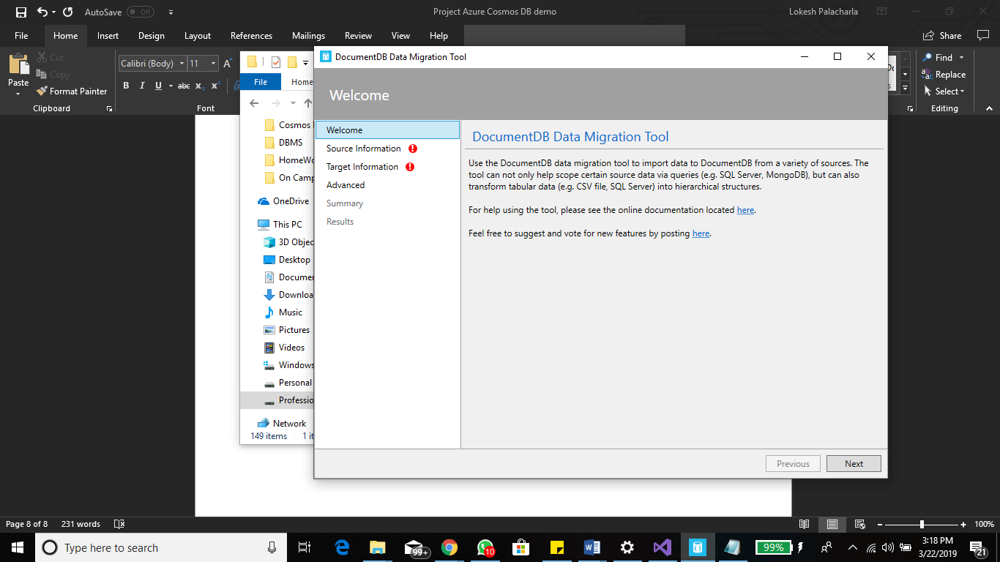 AutoSave Off
Project Azure Cosmos DB demo
Lokesh Palacharla
File Home Insert Design Layout References Mailings Review View Help
Share
Paste
Cut
Copy
Format Painter
Clipboard
Calibri (Body) 11
B I U abc x₂ x²
Font
Find
Replace
Select
Editing
File Home
Cosmos
DBMS
HomeWo
On Camp
OneDrive
This PC
3D Objec
Desktop
Documen
Downloa
Music
Pictures
Videos
Windows
Personal
Professio
Network
149 items 1 it
DocumentDB Data Migration Tool
Welcome
Welcome
Source Information
Target Information
Advanced
Summary
Results
DocumentDB Data Migration Tool
Use the DocumentDB data migration tool to import data to DocumentDB from a variety of sources. The
tool can not only help scope certain source data via queries (e.g. SQL Server, MongoDB), but can also
transform tabular data (e.g. CSV file, SQL Server) into hierarchical structures.
For help using the tool, please see the online documentation located here.
Feel free to suggest and vote for new features by posting here.
Previous Next
Page 8 of 8 231 words
100%
Type here to search
99+
10
99%
3:18 PM
3/22/2019
21